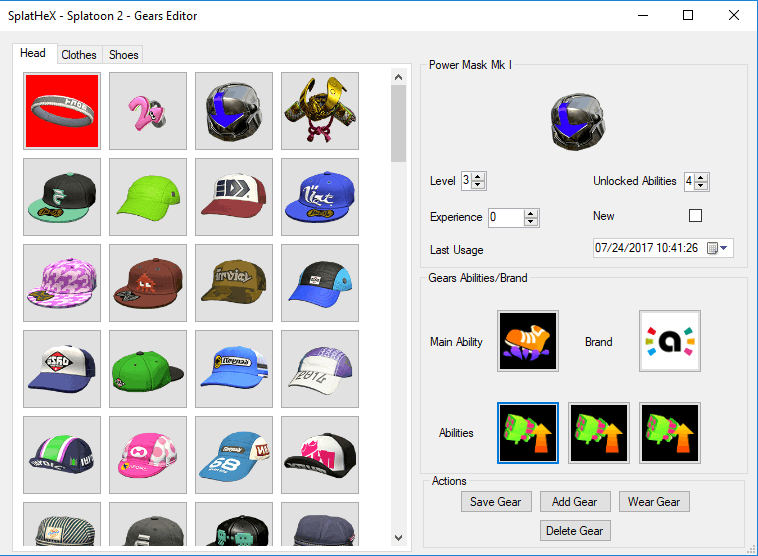 SplatHeX - Splatoon 2 - Gears Editor
Head Clothes Shoes
Power Mask Mk I
Level 3 Unlocked Abilities 4
Experience 0 New
Last Usage 07/24/2017 10:41:26
Gears Abilities/Brand
Main Ability Brand a
Abilities
Actions
Save Gear Add Gear Wear Gear
Delete Gear